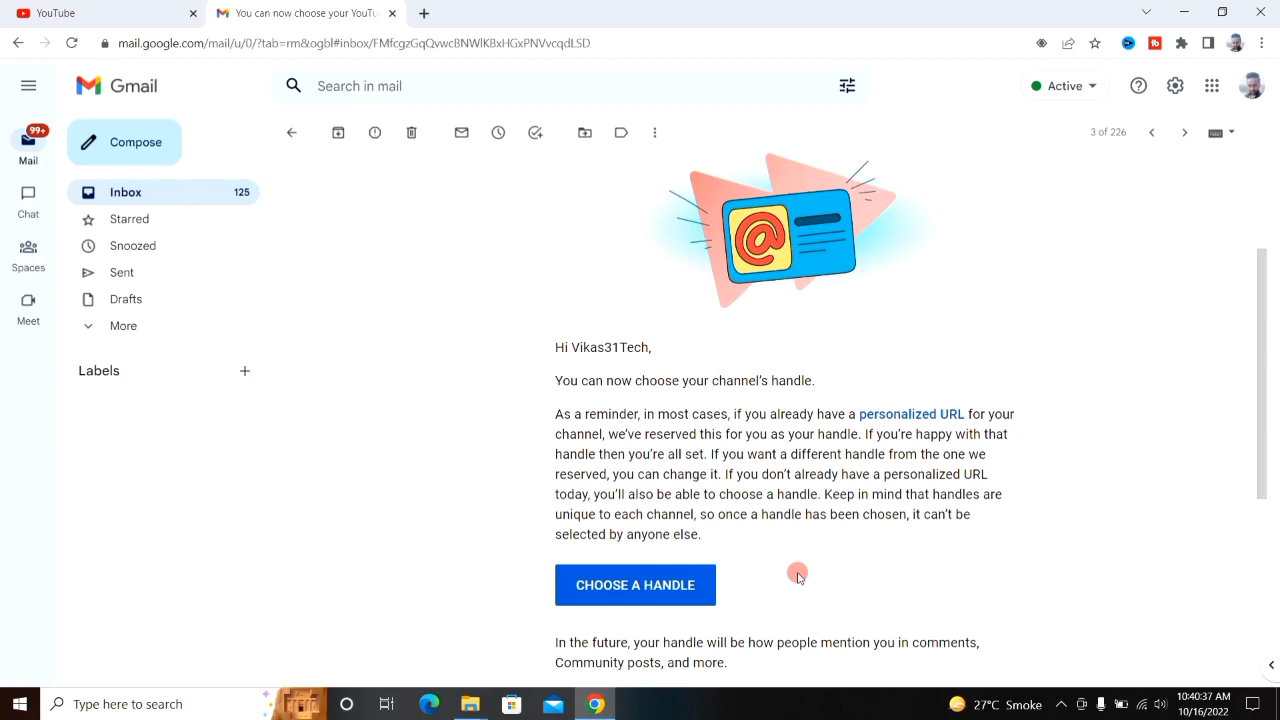 YouTube
You can now choose your YouTu
mail.google.com/mail/u/0/?tab=rm&ogbl#inbox/FMfcgzGqQvwcBNWlKBxHGxPNVvcqdLSD
Gmail
Search in mail
Active
99+
Mail
Compose
3 of 226
Inbox 125
Chat
Starred
Snoozed
Spaces
Sent
Drafts
Meet
More
Labels
@
Hi Vikas31Tech,
You can now choose your channel's handle.
As a reminder, in most cases, if you already have a personalized URL for your
channel, we've reserved this for you as your handle. If you're happy with that
handle then you're all set. If you want a different handle from the one we
reserved, you can change it. If you don't already have a personalized URL
today, you'll also be able to choose a handle. Keep in mind that handles are
unique to each channel, so once a handle has been chosen, it can't be
selected by anyone else.
CHOOSE A HANDLE
In the future, your handle will be how people mention you in comments,
Community posts, and more.
Type here to search
27°C Smoke
10:40:37 AM
10/16/2022